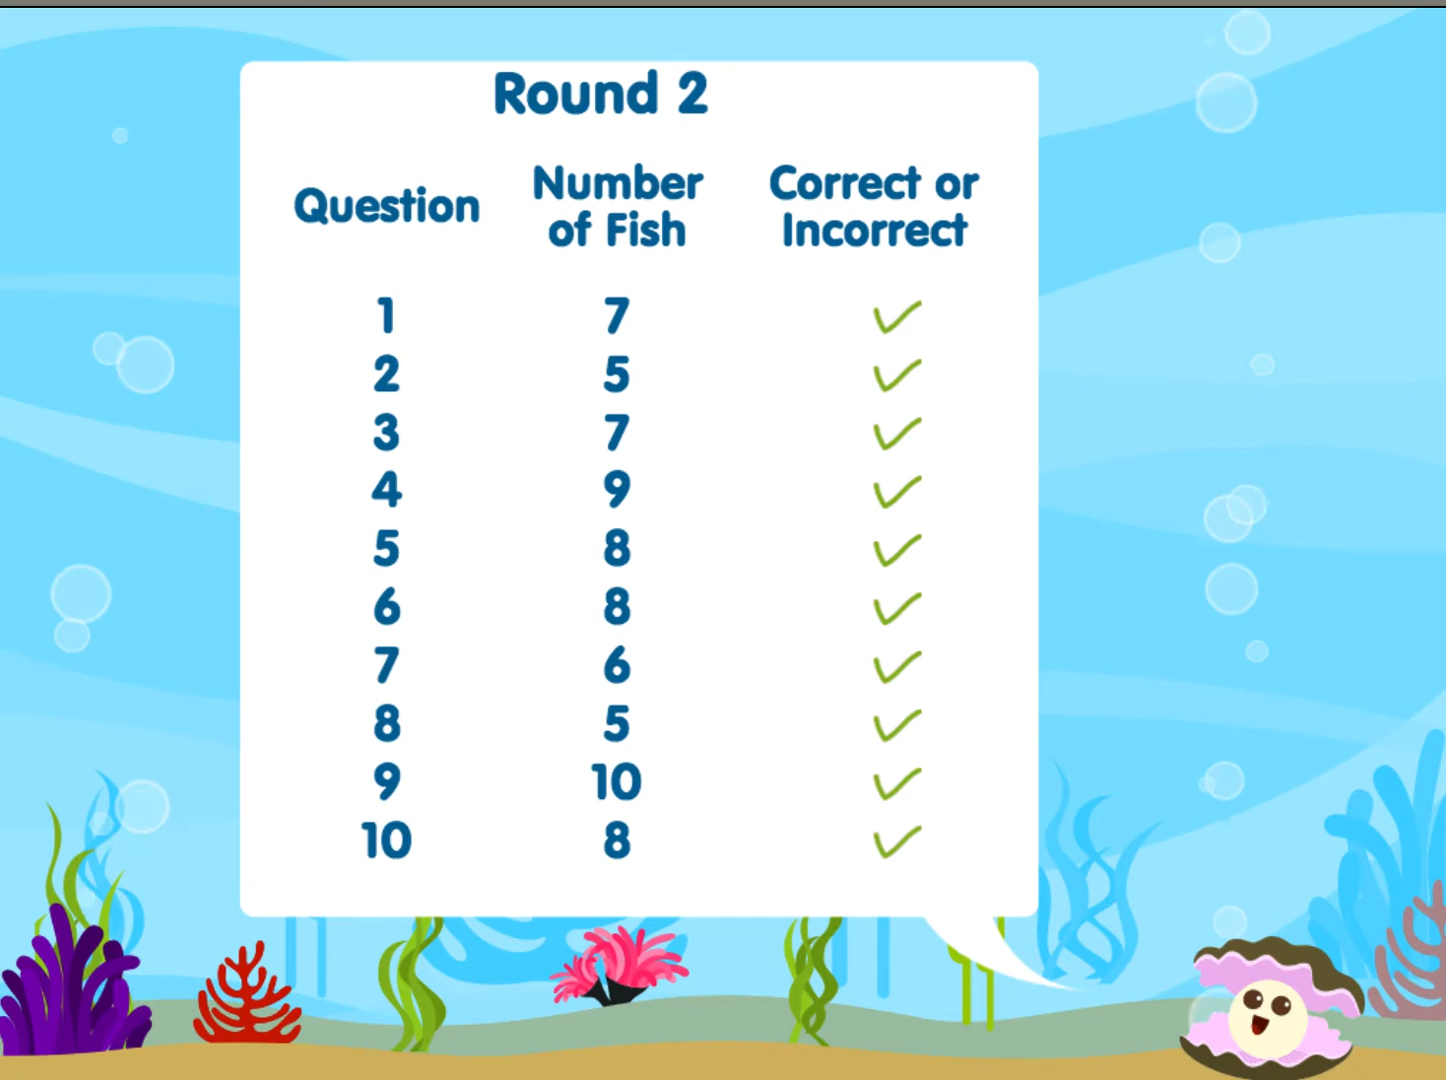 Round 2
Question Number of Fish Correct or Incorrect
1 7 ✓
2 5 ✓
3 7 ✓
4 9 ✓
5 8 ✓
6 8 ✓
7 6 ✓
8 5 ✓
9 10 ✓
10 8 ✓